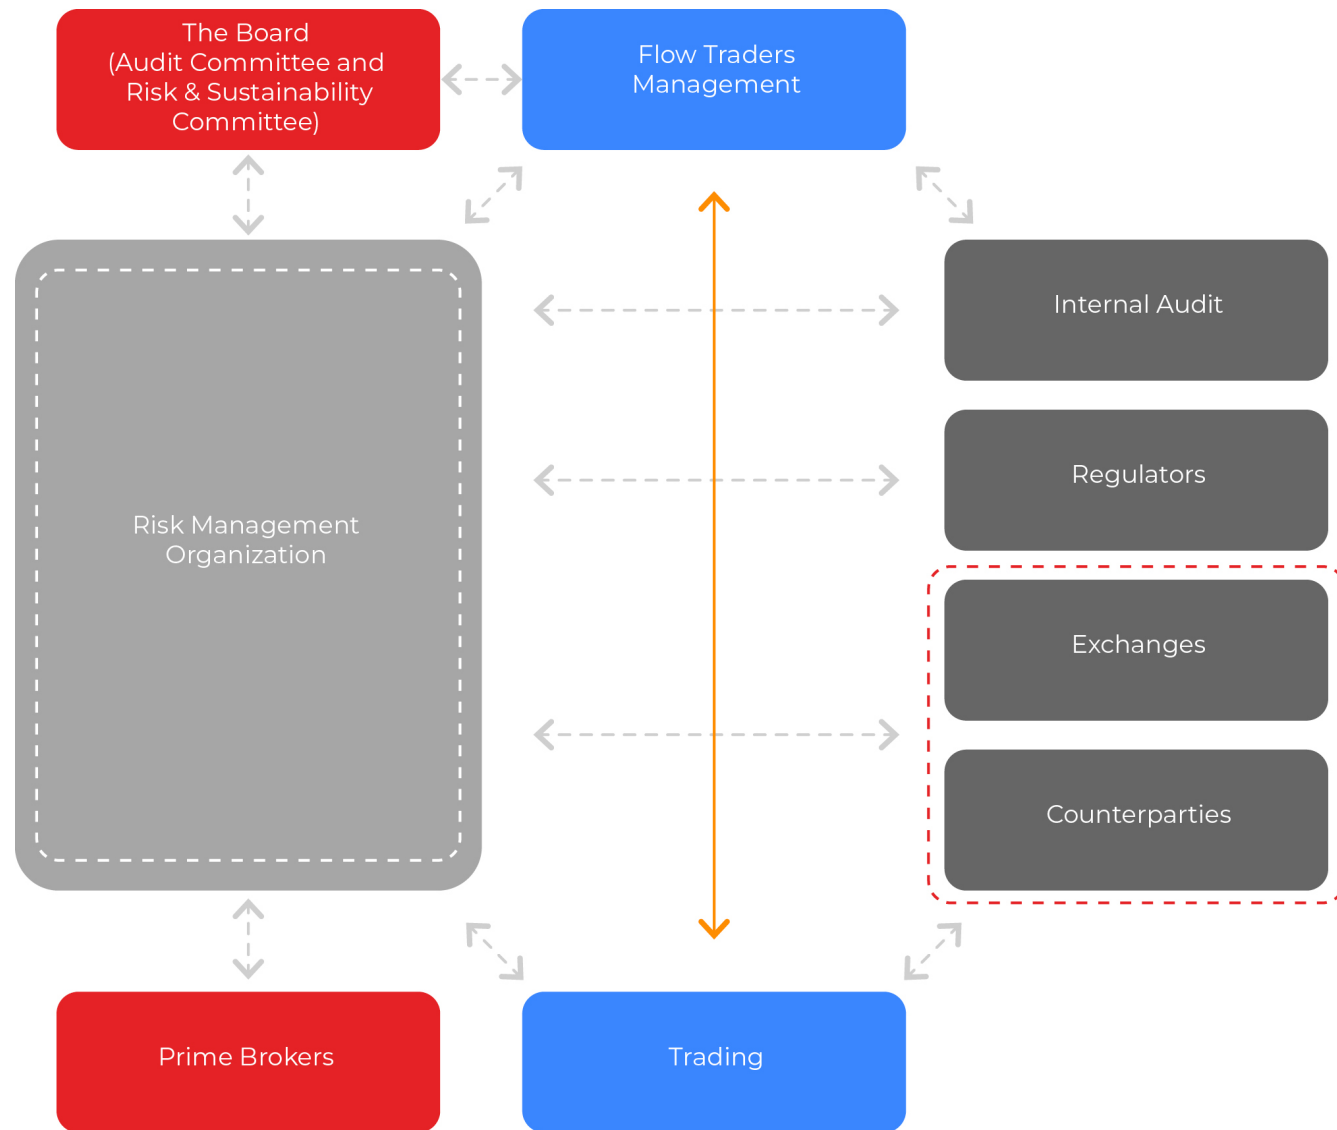 The Board
(Audit Committee and
Risk & Sustainability
Committee)
Flow Traders
Management
Internal Audit
Regulators
Risk Management
Organization
Exchanges
Counterparties
Prime Brokers
Trading